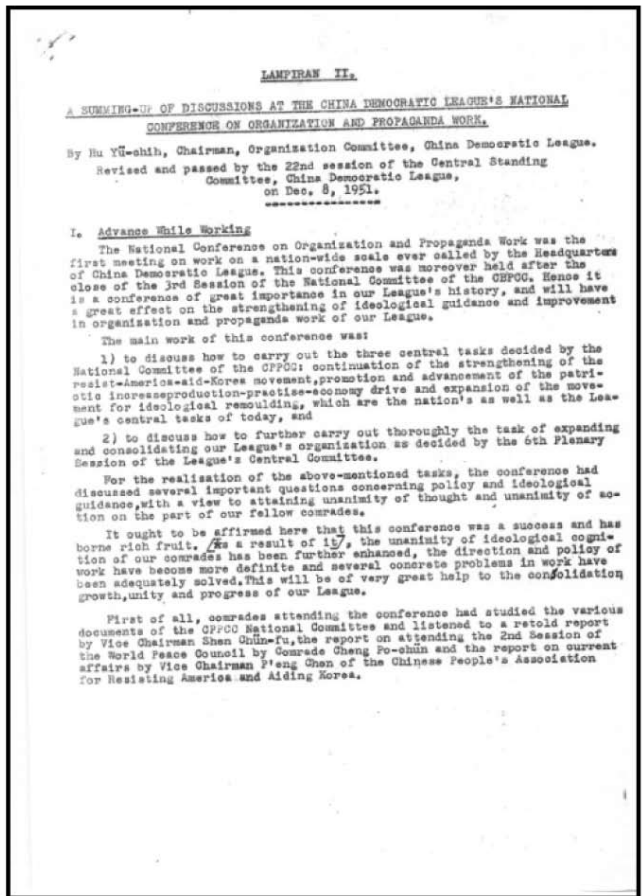 LAMPIRAN II.
A SUMMING-UP OF DISCUSSIONS AT THE CHINA DEMOCRATIC LEAGUE'S NATIONAL
CONFERENCE ON ORGANIZATION AND PROPAGANDA WORK.
By Hu Yü-chih, Chairman, Organization Committee, China Democratic League.
Revised and passed by the 22nd session of the Central Standing
Committee, China Democratic League,
on Dec. 8, 1951.
I. Advance While Working
The National Conference on Organization and Propaganda Work was the
first meeting on work on a nation-wide scale ever called by the Headquarters
of China Democratic League. This conference was moreover held after the
close of the 3rd Session of the National Committee of the CBPCC. Hence it
is a conference of great importance in our League's history, and will have
a great effect on the strengthening of ideological guidance and improvement
in organization and propaganda work of our League.
The main work of this conference was:
1) to discuss how to carry out the three central tasks decided by the
National Committee of the CPPCC: continuation of the strengthening of the
resist-America-aid-Korea movement,promotion and advancement of the patri-
otic increaseproduction-practise-economy drive and expansion of the move-
ment for ideological remoulding, which are the nation's as well as the Lea-
gue's central tasks of today, and
2) to discuss how to further carry out thoroughly the task of expanding
and consolidating our League's organization as decided by the 6th Plenary
Session of the League's Central Committee.
For the realisation of the above-mentioned tasks, the conference had
discussed several important questions concerning policy and ideological
guidance,with a view to attaining unanimity of thought and unanimity of ac-
tion on the part of our fellow comrades.
It ought to be affirmed here that this conference was a success and has
borne rich fruit. /As a result of it/, the unanimity of ideological cogni-
tion of our comrades has been further enhanced, the direction and policy of
work have become more definite and several concrete problems in work have
been adequately solved.This will be of very great help to the consolidation
growth,unity and progress of our League.
First of all, comrades attending the conference had studied the various
documents of the CPPCC National Committee and listened to a retold report
by Vice Chairman Shen Chün-fu,the report on attending the 2nd Session of
the World Peace Council by Comrade Cheng Po-chün and the report on current
affairs by Vice Chairman P'eng Chen of the Chinese People's Association
for Resisting America and Aiding Korea.